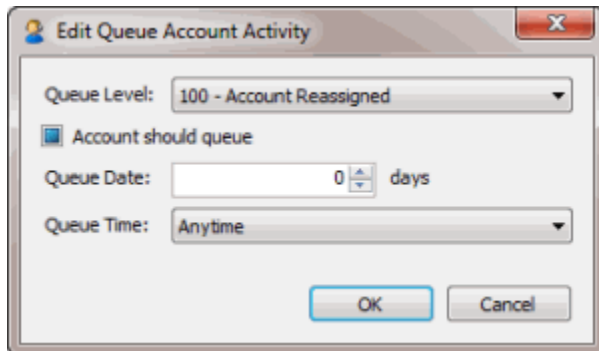 Edit Queue Account Activity
Queue Level: 100 - Account Reassigned
Account should queue
Queue Date: 0 days
Queue Time: Anytime
OK Cancel